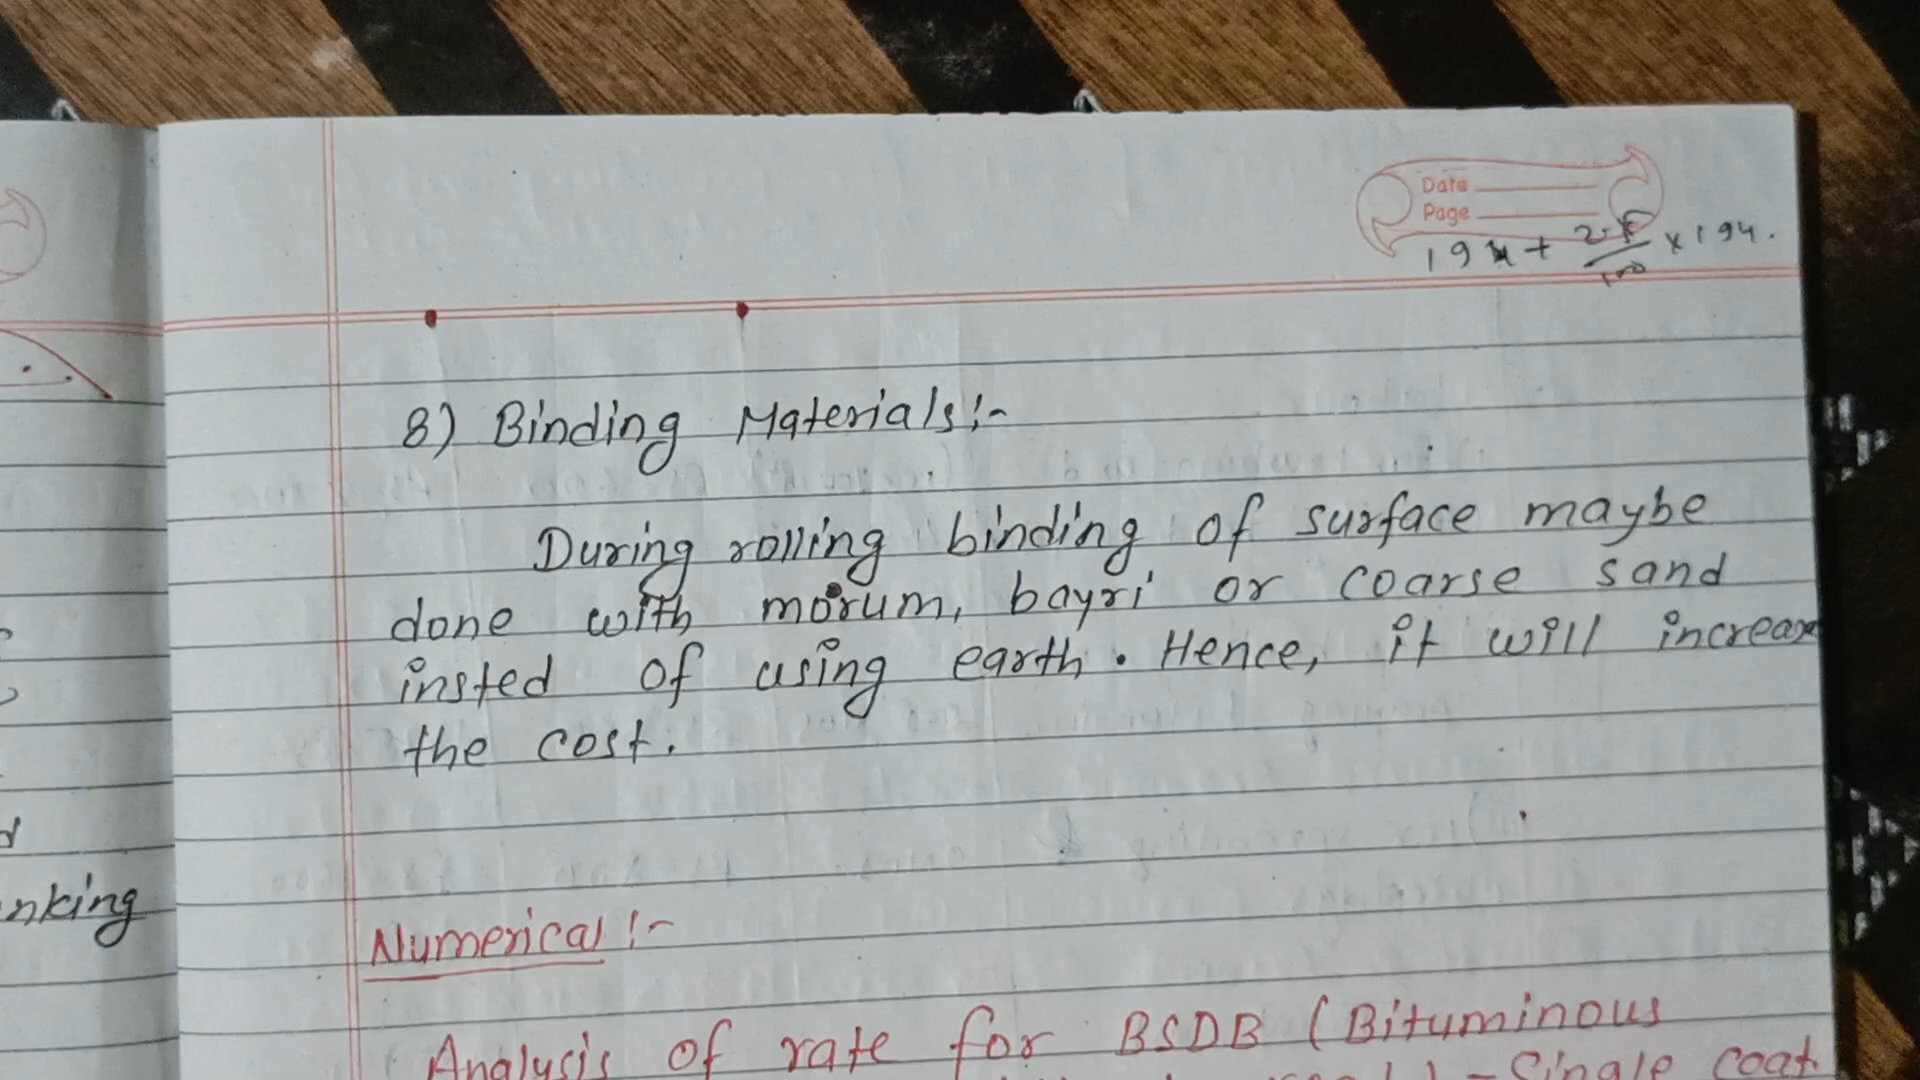 Date
Page
× 194.
8) Binding Materials:-
During rolling binding of surface maybe
done with morum, bayri or coarse sand
insted of using earth. Hence, it will increase
the cost.
nking
Numerical :-
Analysis of rate for BSDB (Bituminous
- Single coat